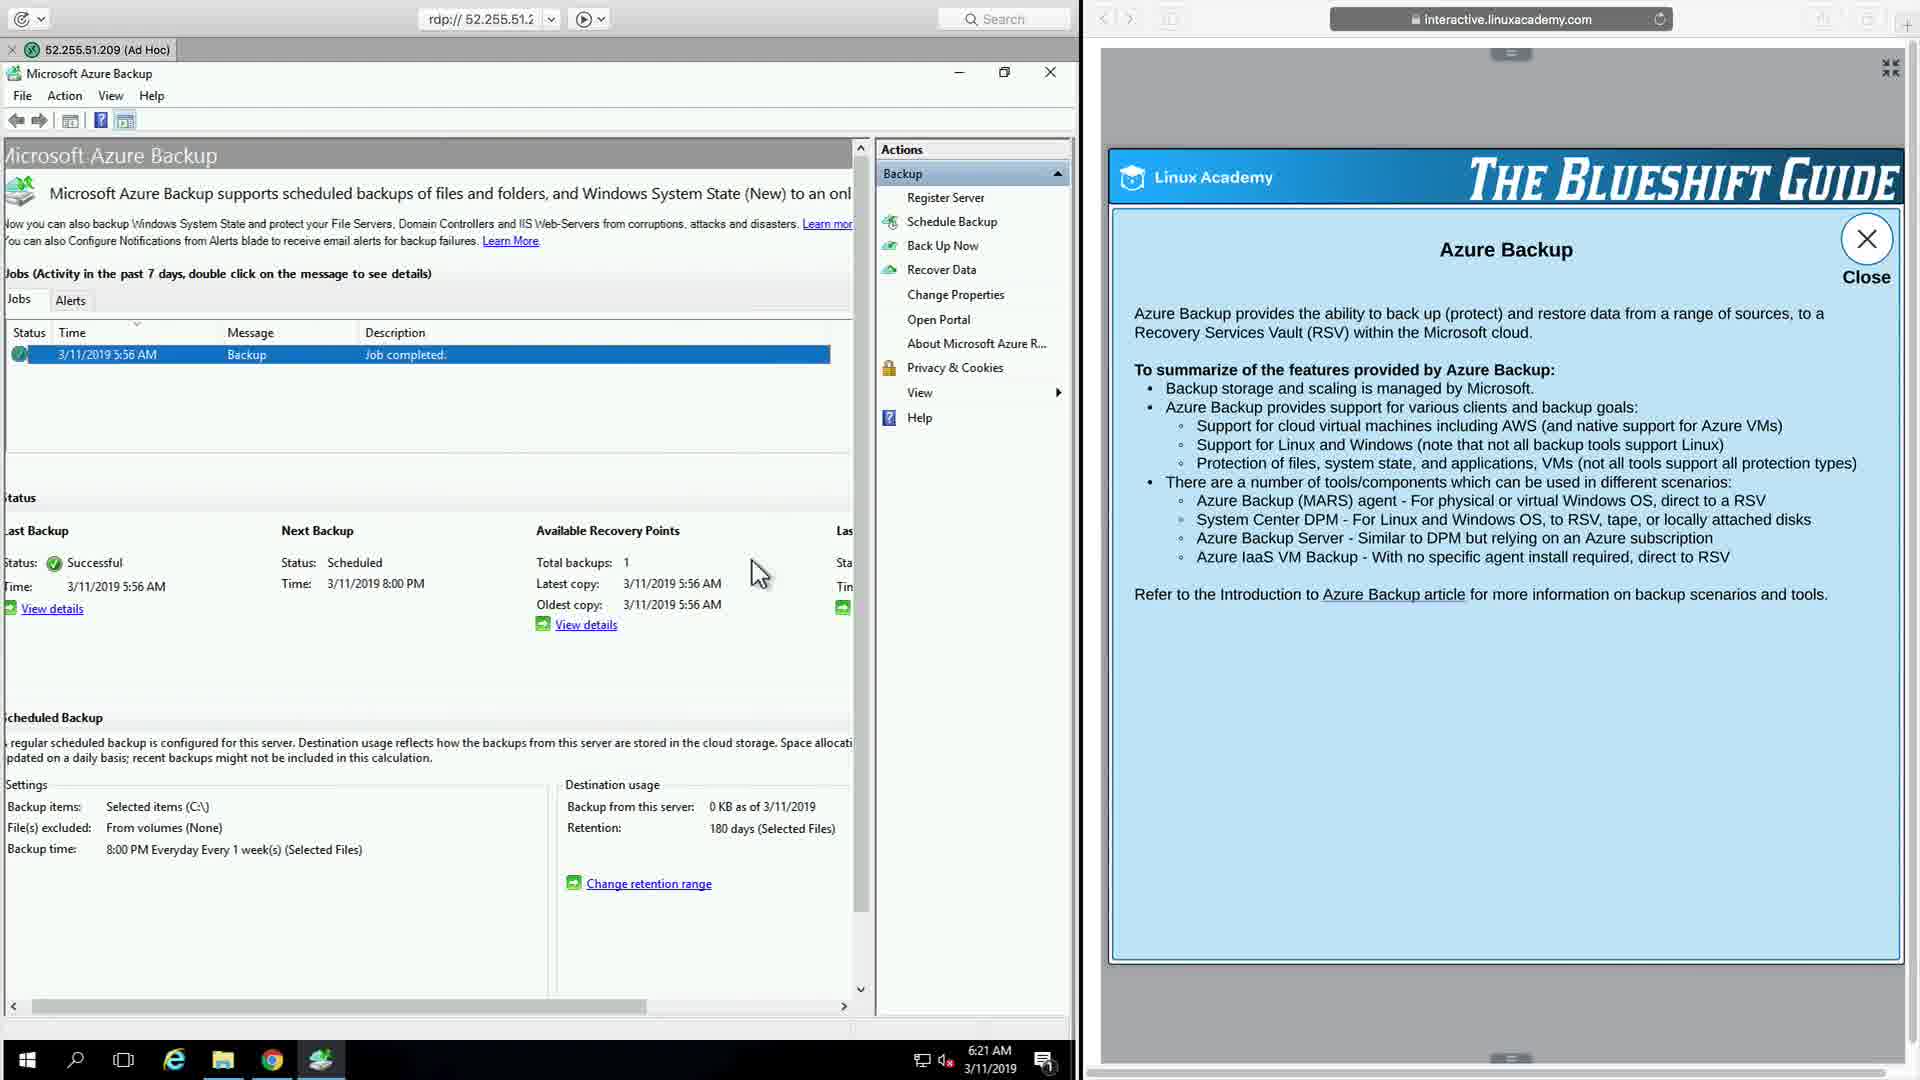 rdp:// 52.255.51.2
Search
interactive.linuxacademy.com
52.255.51.209 (Ad Hoc)
Microsoft Azure Backup
File Action View Help
Microsoft Azure Backup
Microsoft Azure Backup supports scheduled backups of files and folders, and Windows System State (New) to an onl
Now you can also backup Windows System State and protect your File Servers, Domain Controllers and IIS Web-Servers from corruptions, attacks and disasters. Learn mor
You can also Configure Notifications from Alerts blade to receive email alerts for backup failures. Learn More.
Jobs (Activity in the past 7 days, double click on the message to see details)
Jobs Alerts
Status Time Message Description
3/11/2019 5:56 AM Backup Job completed.
Status
Last Backup Next Backup Available Recovery Points Las
Status: Successful Status: Scheduled Total backups: 1 Sta
Time: 3/11/2019 5:56 AM Time: 3/11/2019 8:00 PM Latest copy: 3/11/2019 5:56 AM Tin
Oldest copy: 3/11/2019 5:56 AM
View details View details
Scheduled Backup
A regular scheduled backup is configured for this server. Destination usage reflects how the backups from this server are stored in the cloud storage. Space allocati
pdated on a daily basis; recent backups might not be included in this calculation.
Settings
Backup items: Selected items (C:\)
File(s) excluded: From volumes (None)
Backup time: 8:00 PM Everyday Every 1 week(s) (Selected Files)
Destination usage
Backup from this server: 0 KB as of 3/11/2019
Retention: 180 days (Selected Files)
Change retention range
Actions
Backup
Register Server
Schedule Backup
Back Up Now
Recover Data
Change Properties
Open Portal
About Microsoft Azure R...
Privacy & Cookies
View
Help
6:21 AM
3/11/2019
1
Linux Academy
THE BLUESHIFT GUIDE
Azure Backup
Close
Azure Backup provides the ability to back up (protect) and restore data from a range of sources, to a
Recovery Services Vault (RSV) within the Microsoft cloud.
To summarize of the features provided by Azure Backup:
• Backup storage and scaling is managed by Microsoft.
• Azure Backup provides support for various clients and backup goals:
◦ Support for cloud virtual machines including AWS (and native support for Azure VMs)
◦ Support for Linux and Windows (note that not all backup tools support Linux)
◦ Protection of files, system state, and applications, VMs (not all tools support all protection types)
• There are a number of tools/components which can be used in different scenarios:
◦ Azure Backup (MARS) agent - For physical or virtual Windows OS, direct to a RSV
◦ System Center DPM - For Linux and Windows OS, to RSV, tape, or locally attached disks
◦ Azure Backup Server - Similar to DPM but relying on an Azure subscription
◦ Azure IaaS VM Backup - With no specific agent install required, direct to RSV
Refer to the Introduction to Azure Backup article for more information on backup scenarios and tools.